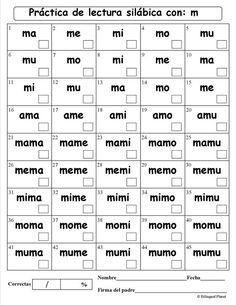 Práctica de lectura silábica con: m
1 2 3 4 5
ma me mi mo mu
6 7 8 9 10
me ma mo mi mu
11 12 13 14 15
mi mu ma mo me
16 17 18 19 20
ama ame ami amo amu
21 22 23 24 25
mama mame mami mamo mamu
26 27 28 29 30
mema meme memi memo memu
31 32 33 34 35
mima mime mimi mimo mimu
36 37 38 39 40
moma mome momi momo momu
41 42 43 44 45
muma mume mumi mumo mumu
Correctas / % Nombre Fecha
Firma del padre
© Bilingual Planet